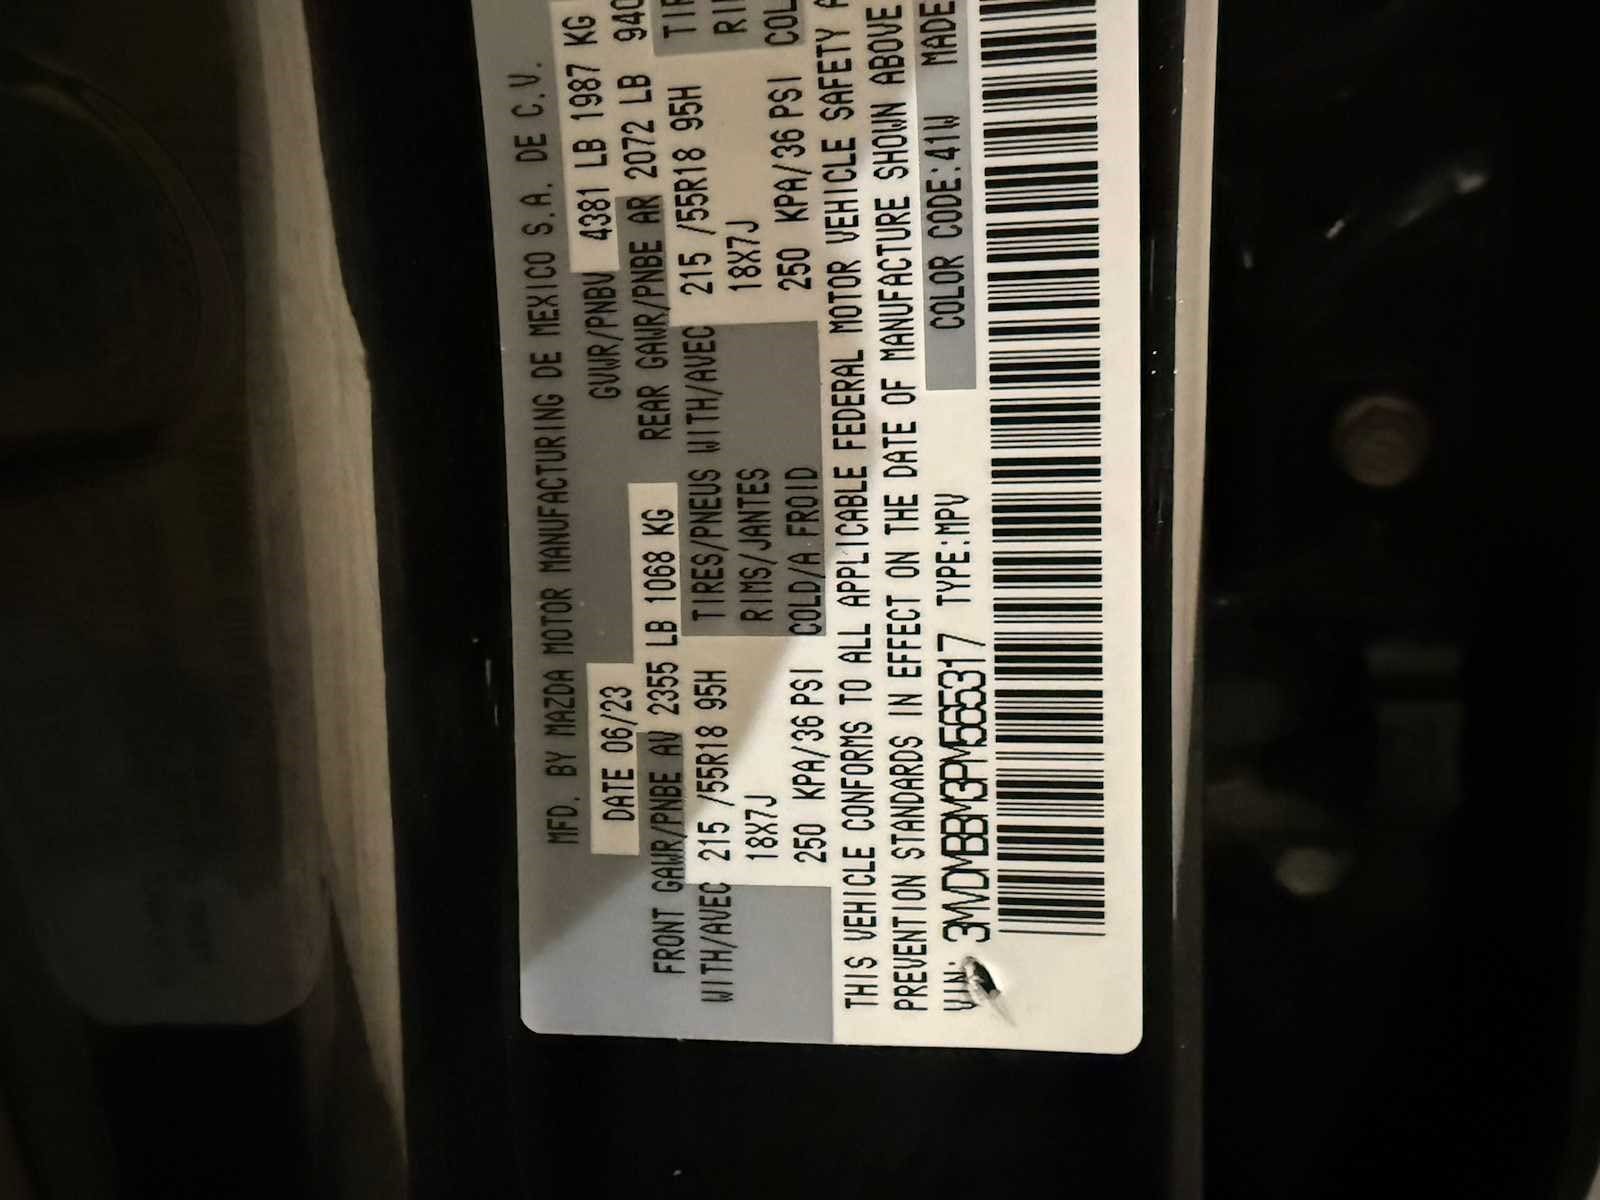 MFD. BY MAZDA MOTOR MANUFACTURING DE MEXICO S.A. DE C.V.
DATE 06/23 GVWR/PNBV 4381 LB 1987 KG
FRONT GAWR/PNBE AV 2355 LB 1068 KG REAR GAWR/PNBE AR 2072 LB 940
WITH/AVEC 215 /55R18 95H TIRES/PNEUS WITH/AVEC 215 /55R18 95H
18X7J RIMS/JANTES 18X7J
250 KPA/36 PSI COLD/A FROID 250 KPA/36 PSI COL
THIS VEHICLE CONFORMS TO ALL APPLICABLE FEDERAL MOTOR VEHICLE SAFETY A
PREVENTION STANDARDS IN EFFECT ON THE DATE OF MANUFACTURE SHOWN ABOVE
VIN: 3MVDMBBM3PM565317 TYPE:MPV COLOR CODE:41W MADE